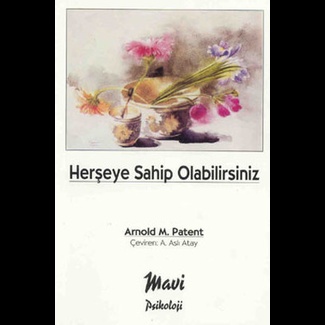 Herşeye Sahip Olabilirsiniz
Arnold M. Patent
Çeviren: A. Aslı Atay
Mavi
Psikoloji